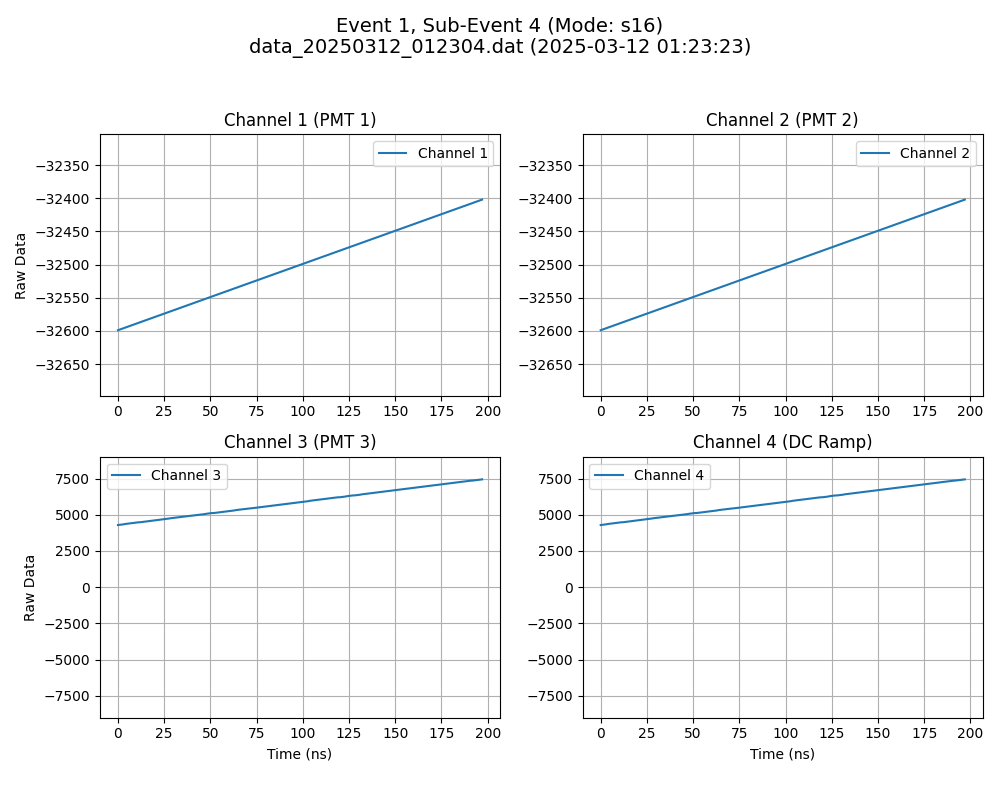 Event 1, Sub-Event 4 (Mode: s16)
data_20250312_012304.dat (2025-03-12 01:23:23)
Channel 1 (PMT 1)
Channel 1
−32350
−32400
−32450
−32500
−32550
−32600
−32650
Raw Data
0 25 50 75 100 125 150 175 200
Channel 2 (PMT 2)
Channel 2
−32350
−32400
−32450
−32500
−32550
−32600
−32650
0 25 50 75 100 125 150 175 200
Channel 3 (PMT 3)
Channel 3
7500
5000
2500
0
−2500
−5000
−7500
Raw Data
0 25 50 75 100 125 150 175 200
Time (ns)
Channel 4 (DC Ramp)
Channel 4
7500
5000
2500
0
−2500
−5000
−7500
0 25 50 75 100 125 150 175 200
Time (ns)